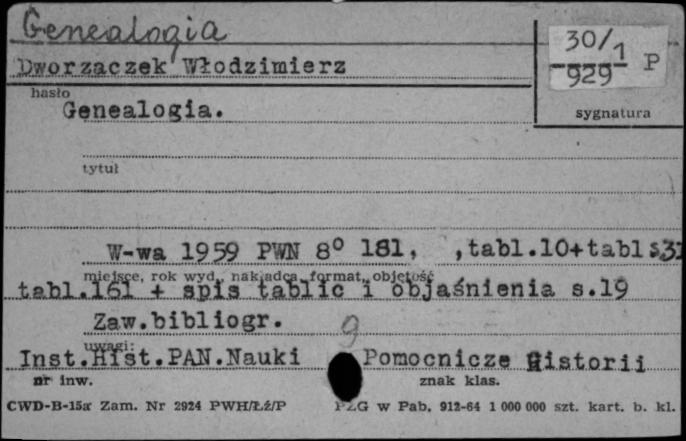 Genealogia
30/1 P
929
Dworzaczek Włodzimierz
hasło
sygnatura
Genealogia.
tytuł
W-wa 1959 PWN 8° 181, ,tabl.10+tabl
miejsce, rok wyd., nakładca, format, objętość
tabl.161 + spis tablic i objaśnienia s.19
Zaw.bibliogr.
9
uwagi:
Inst.Hist.PAN.Nauki Pomocnicze Historii
nr inw. znak klas.
CWD-B-15a Zam. Nr 2924 PWH/Łź/P PZG w Pab. 912-64 1 000 000 szt. kart. b. kl.